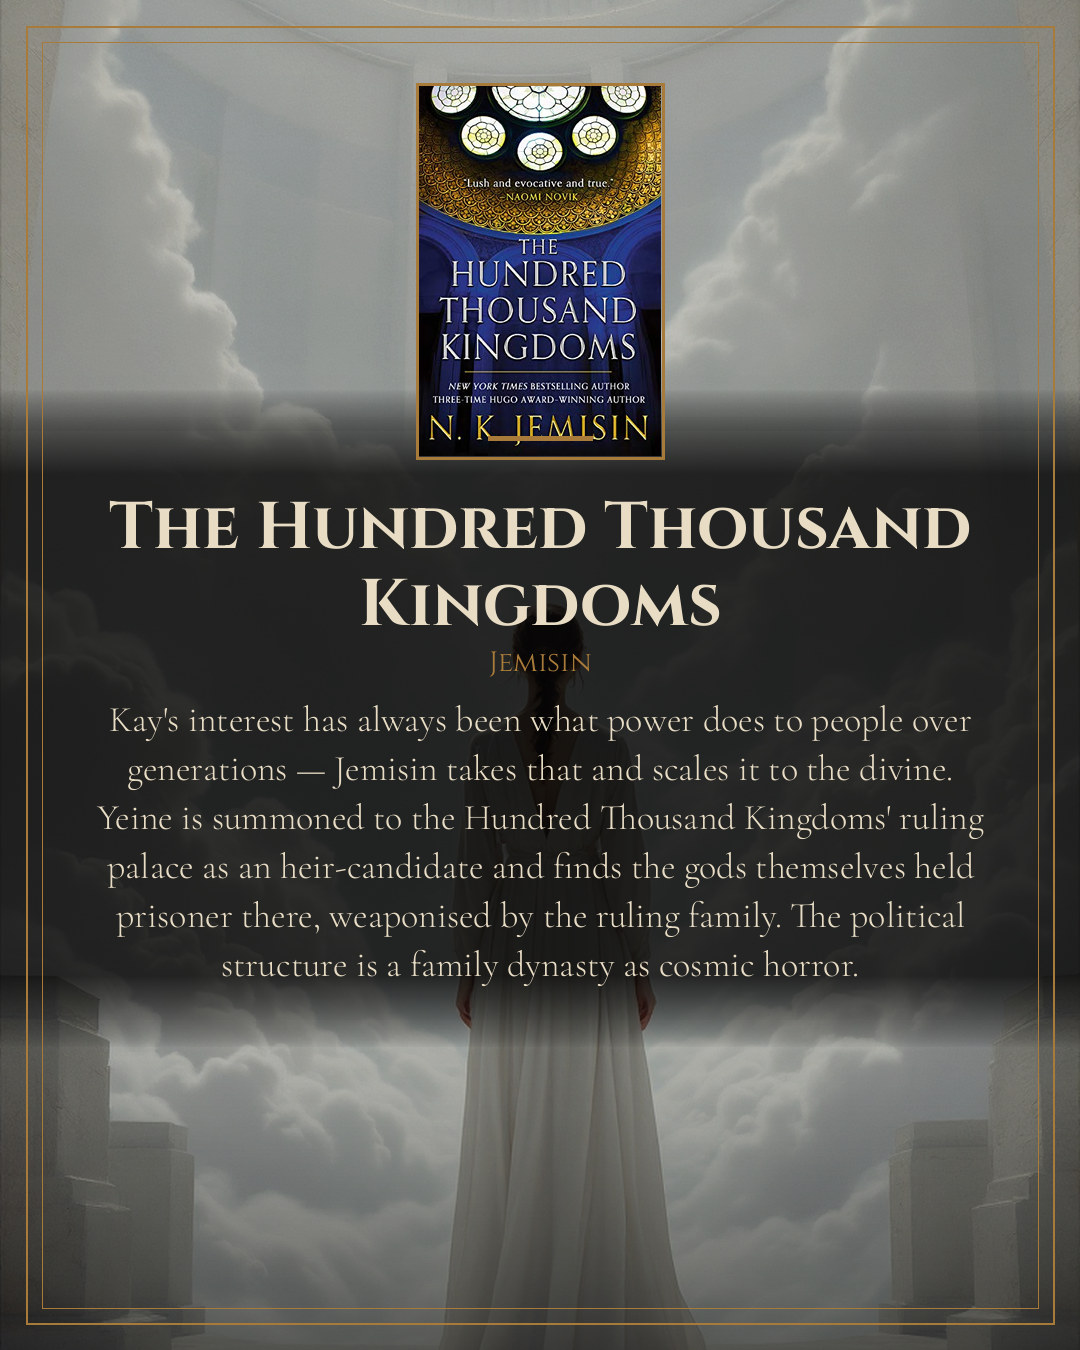 "Lush and evocative and true."
NAOMI NOVIK
THE
HUNDRED
THOUSAND
KINGDOMS
NEW YORK TIMES BESTSELLING AUTHOR
THREE-TIME HUGO AWARD-WINNING AUTHOR
N. K. JEMISIN
The Hundred Thousand
Kingdoms
Jemisin
Kay's interest has always been what power does to people over
generations — Jemisin takes that and scales it to the divine.
Yeine is summoned to the Hundred Thousand Kingdoms' ruling
palace as an heir-candidate and finds the gods themselves held
prisoner there, weaponised by the ruling family. The political
structure is a family dynasty as cosmic horror.